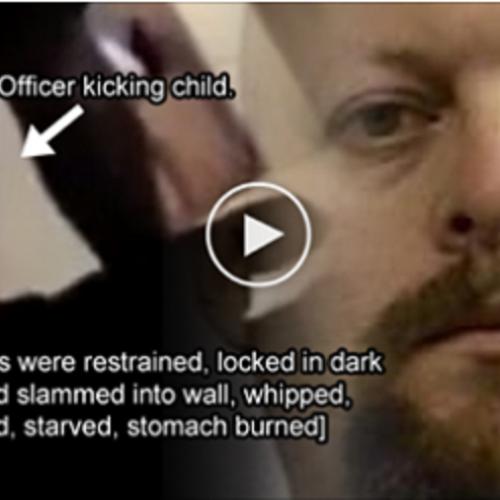 Officer kicking child.
s were restrained, locked in dark
d slammed into wall, whipped,
d, starved, stomach burned]